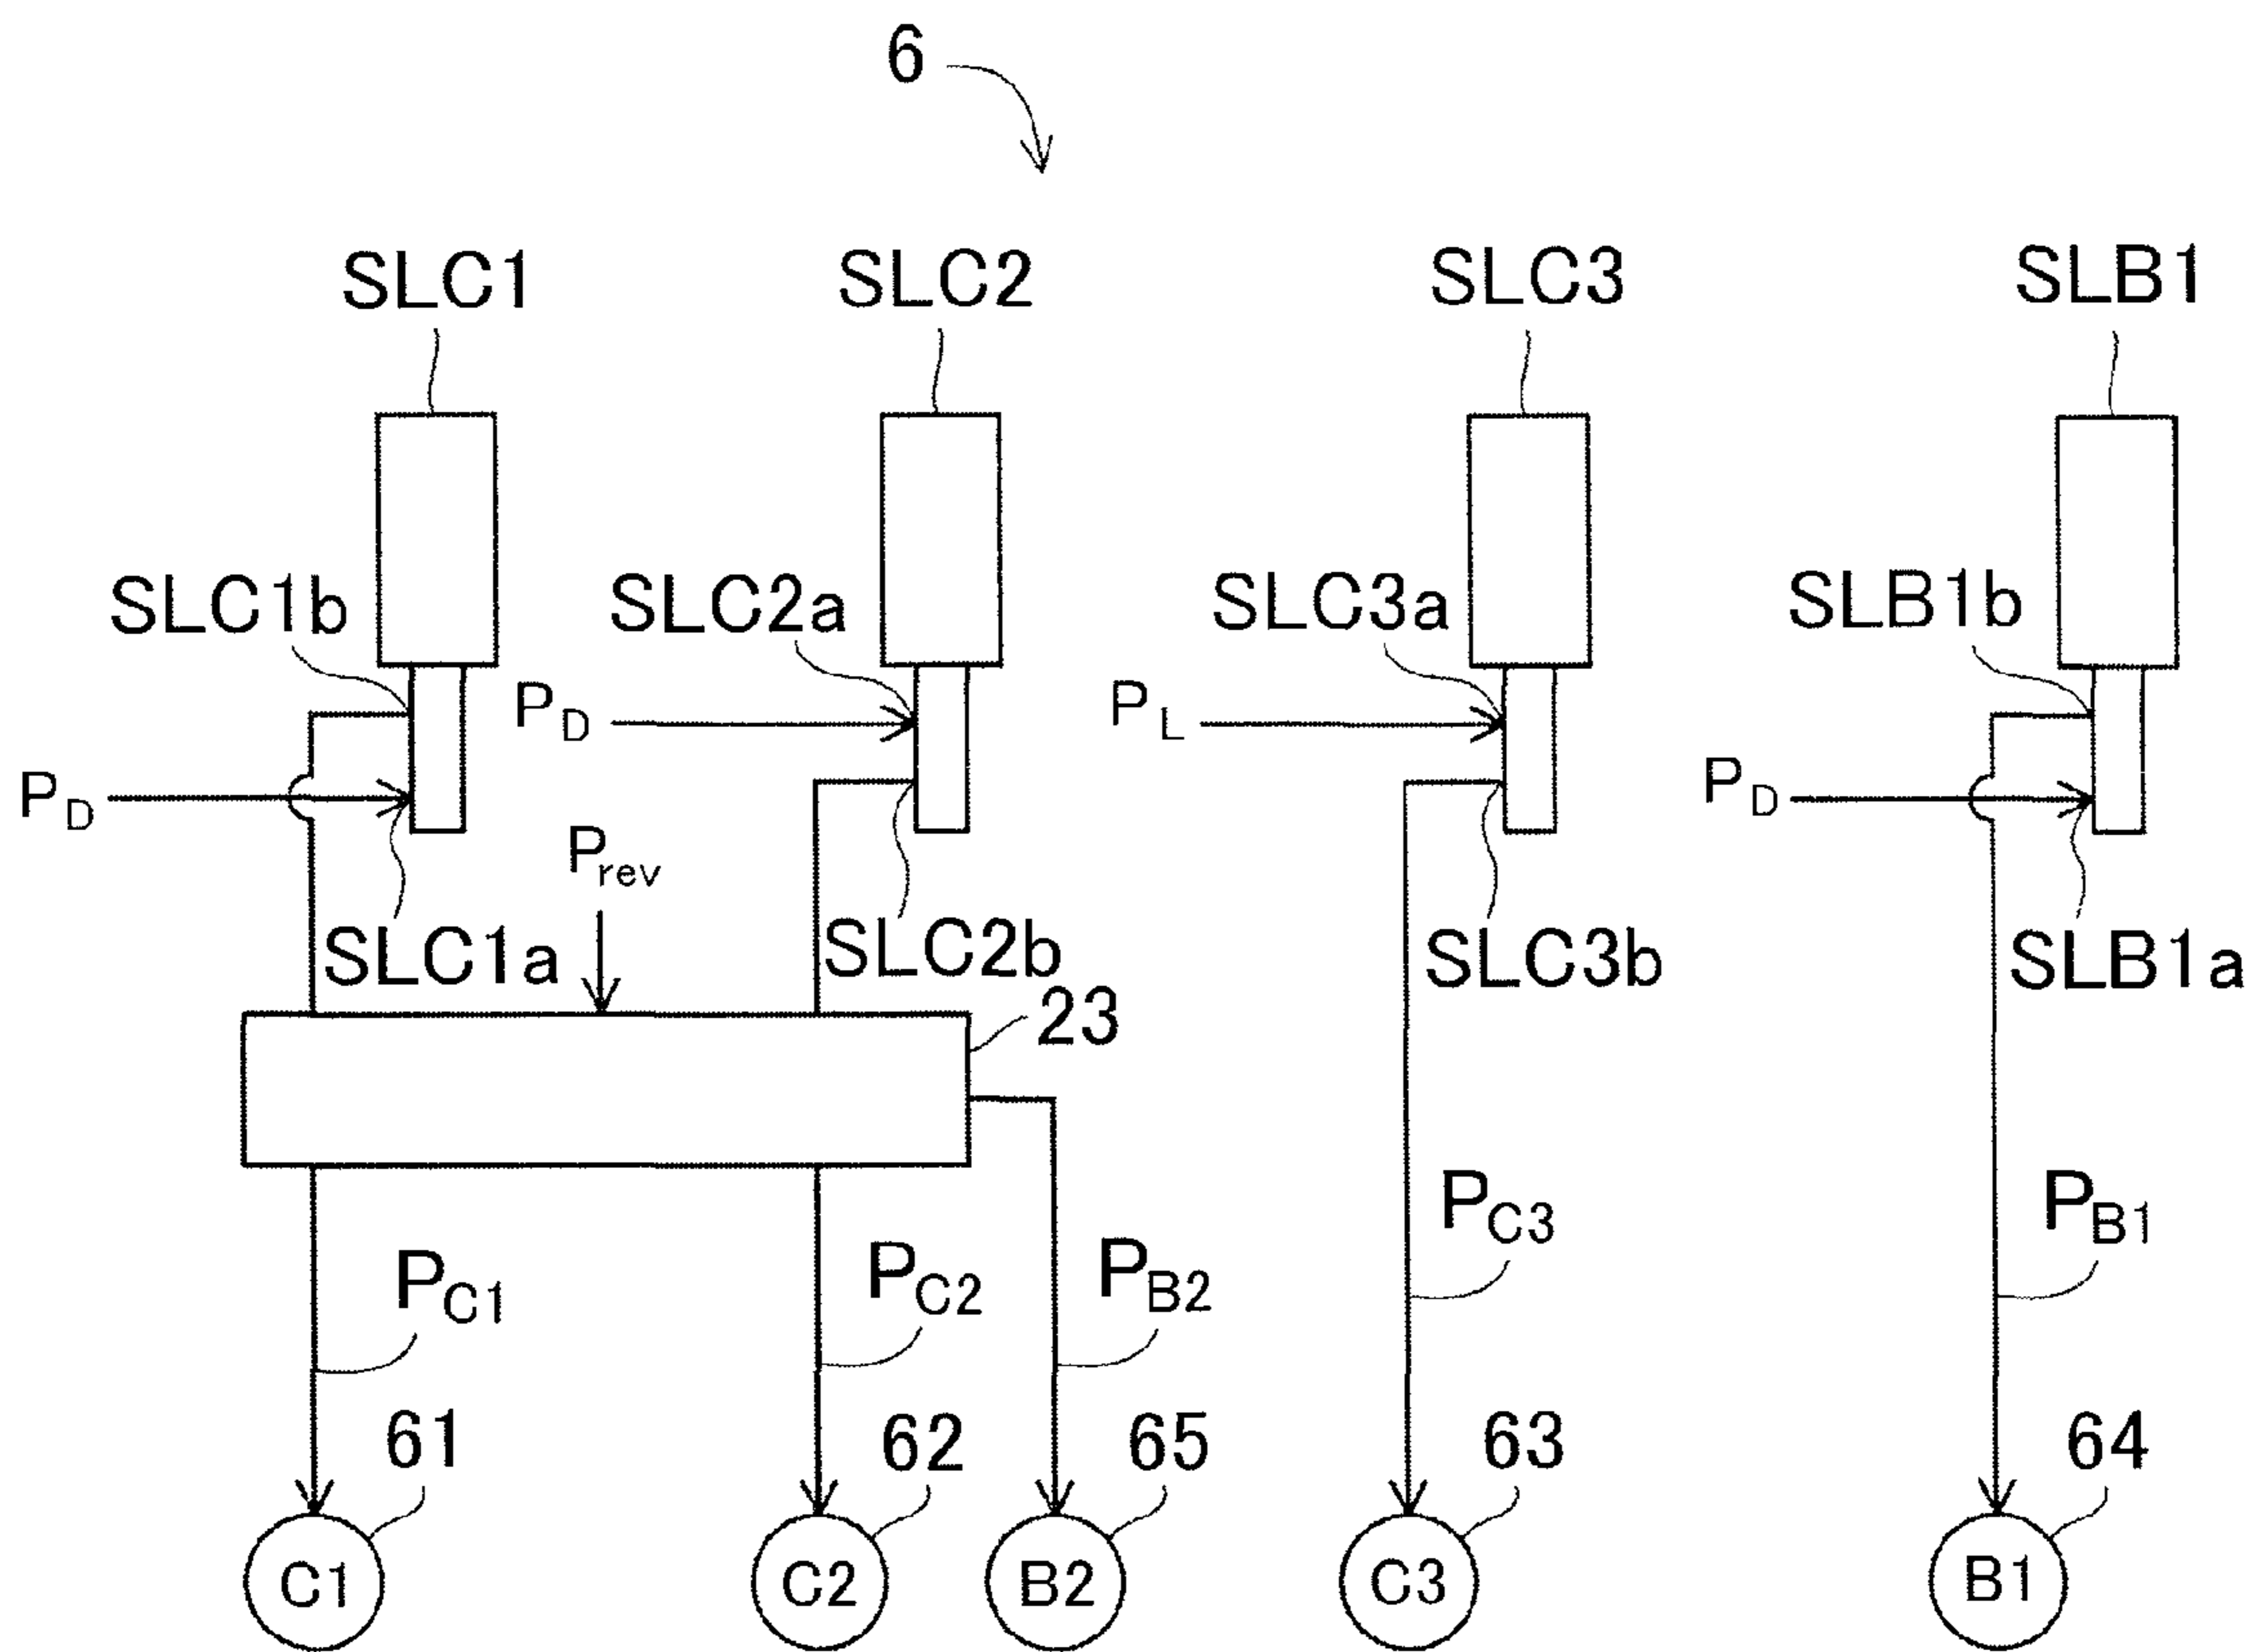 6
SLC1 SLC2 SLC3 SLB1
SLC1b SLC2a SLC3a SLB1b
PD PL
PD PD
Prev
SLC1a SLC2b SLC3b SLB1a
23
PC3 PB1
PC1 PC2 PB2
61 62 65 63 64
C1 C2 B2 C3 B1